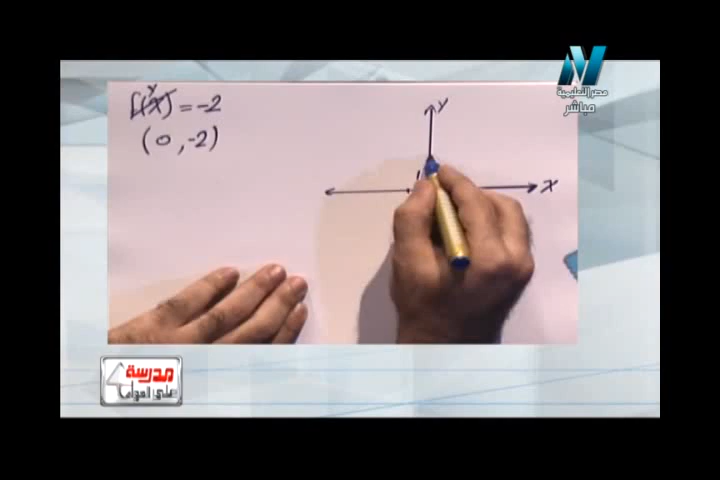 f(x) = -2
y
(0, -2)
y
x
مصر التعليمية
مباشر
مدرسة
على الهواء